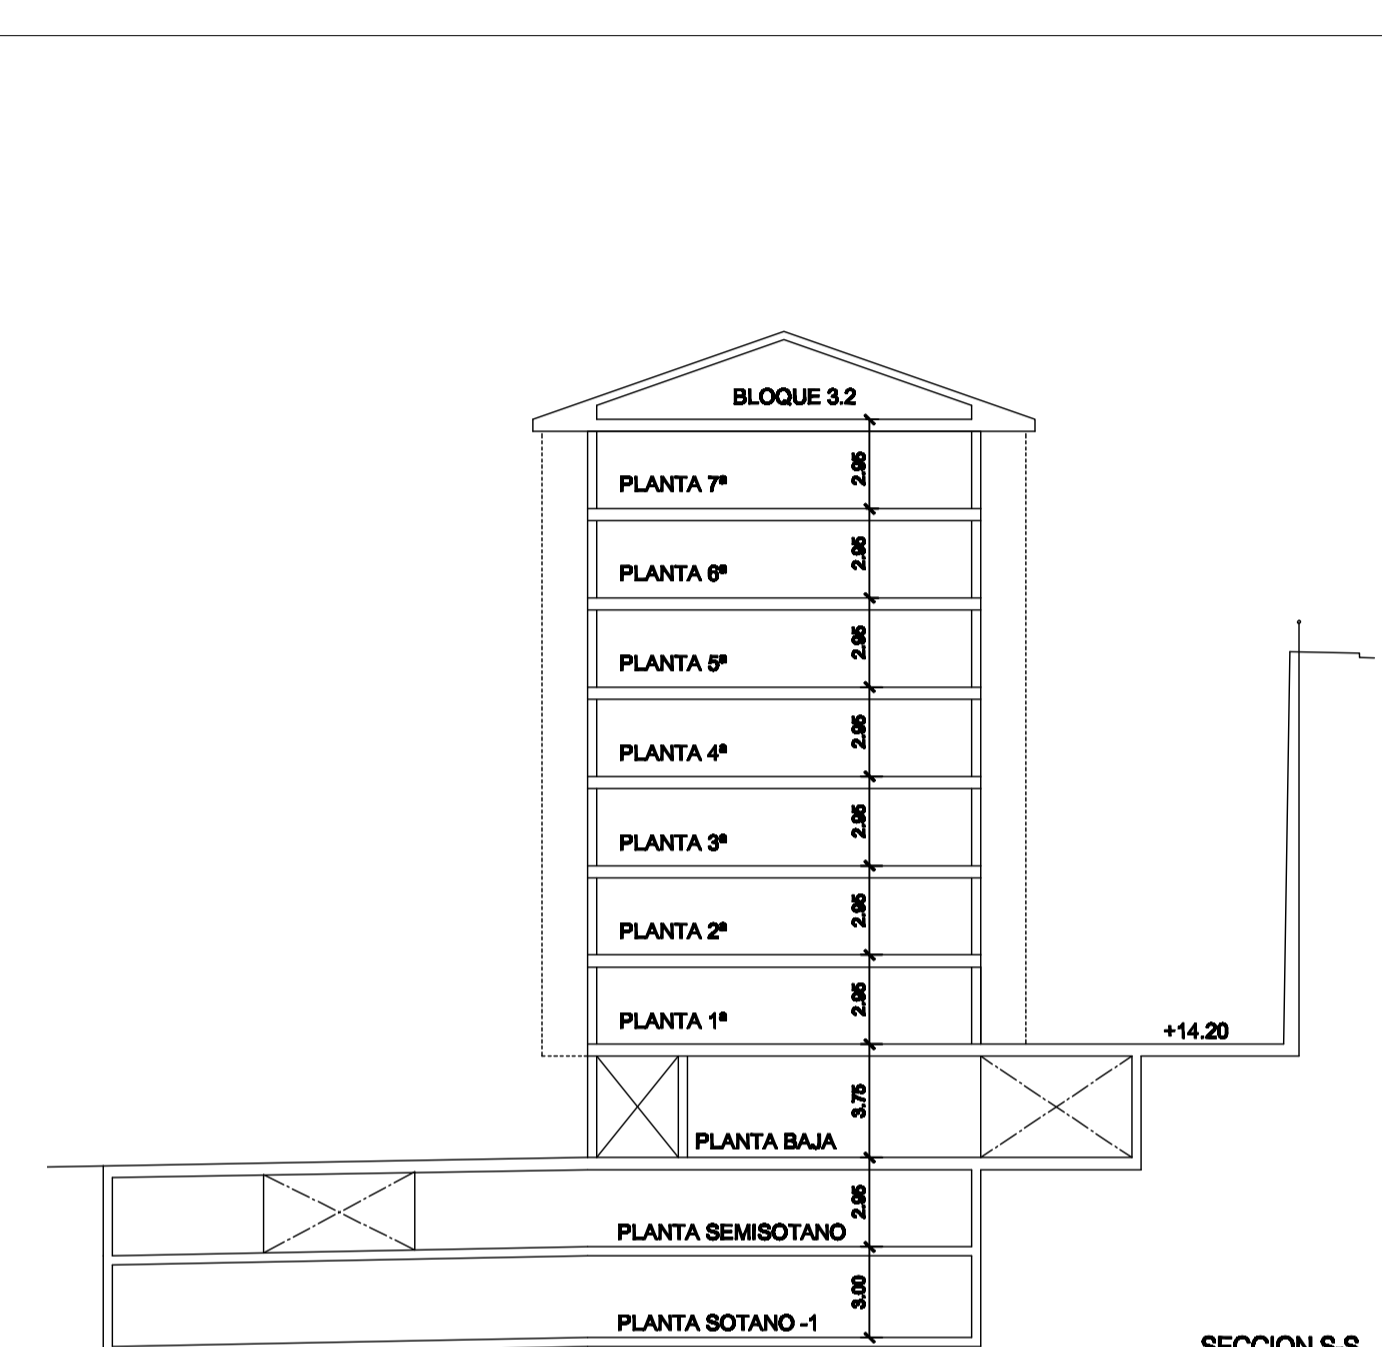 BLOQUE 3.2
2.95
PLANTA 7ª
2.95
PLANTA 6ª
2.95
PLANTA 5ª
2.95
PLANTA 4ª
2.95
PLANTA 3ª
2.95
PLANTA 2ª
2.95
PLANTA 1ª
+14.20
3.75
PLANTA BAJA
2.95
PLANTA SEMISOTANO
3.00
PLANTA SOTANO -1
SECCION S-S